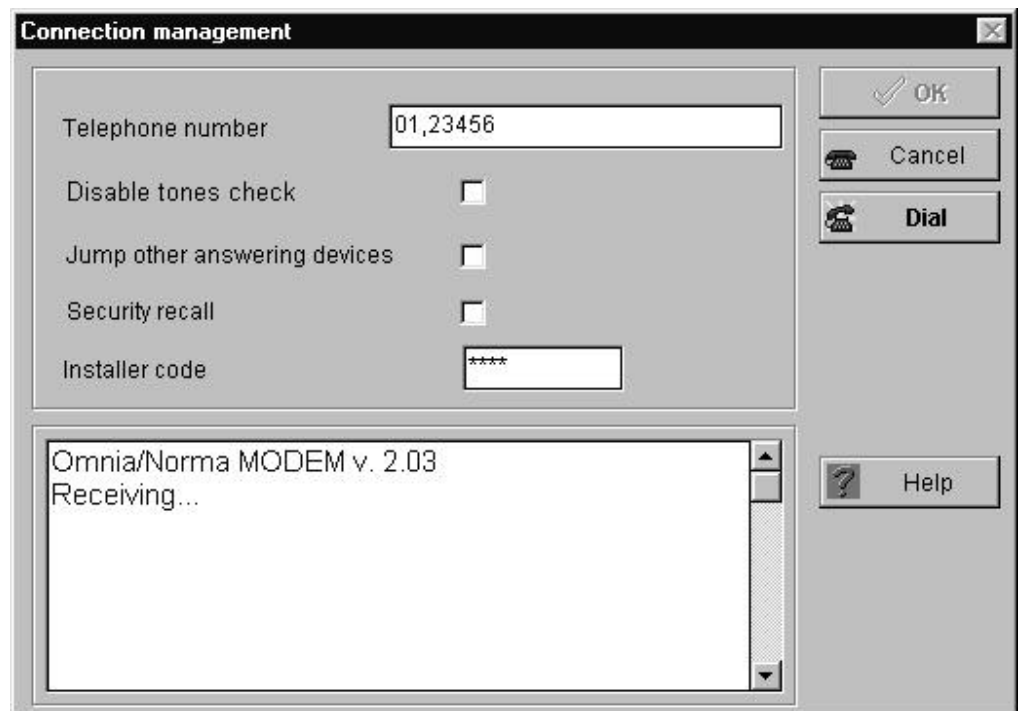 Connection management
Telephone number 01,23456
Disable tones check
Jump other answering devices
Security recall
Installer code ****
OK
Cancel
Dial
Omnia/Norma MODEM v. 2.03
Receiving...
Help